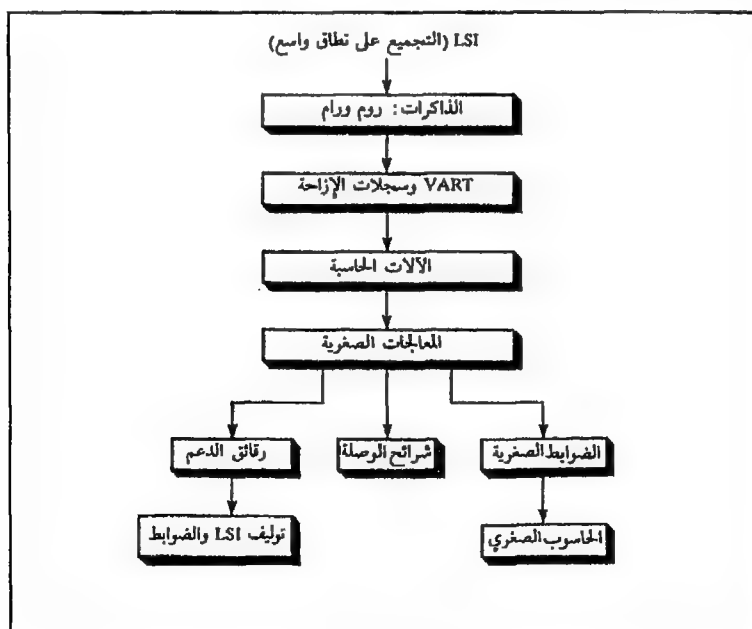 LSI (التجميع على نطاق واسع)
الذاكرات: روم ورام
VART وسجلات الإزاحة
الآلات الحاسبة
المعالجات الصغرية
الضوابط الصغرية
شرائح الوصلة
رقائق الدعم
الحاسوب الصغري
توليف LSI والضوابط